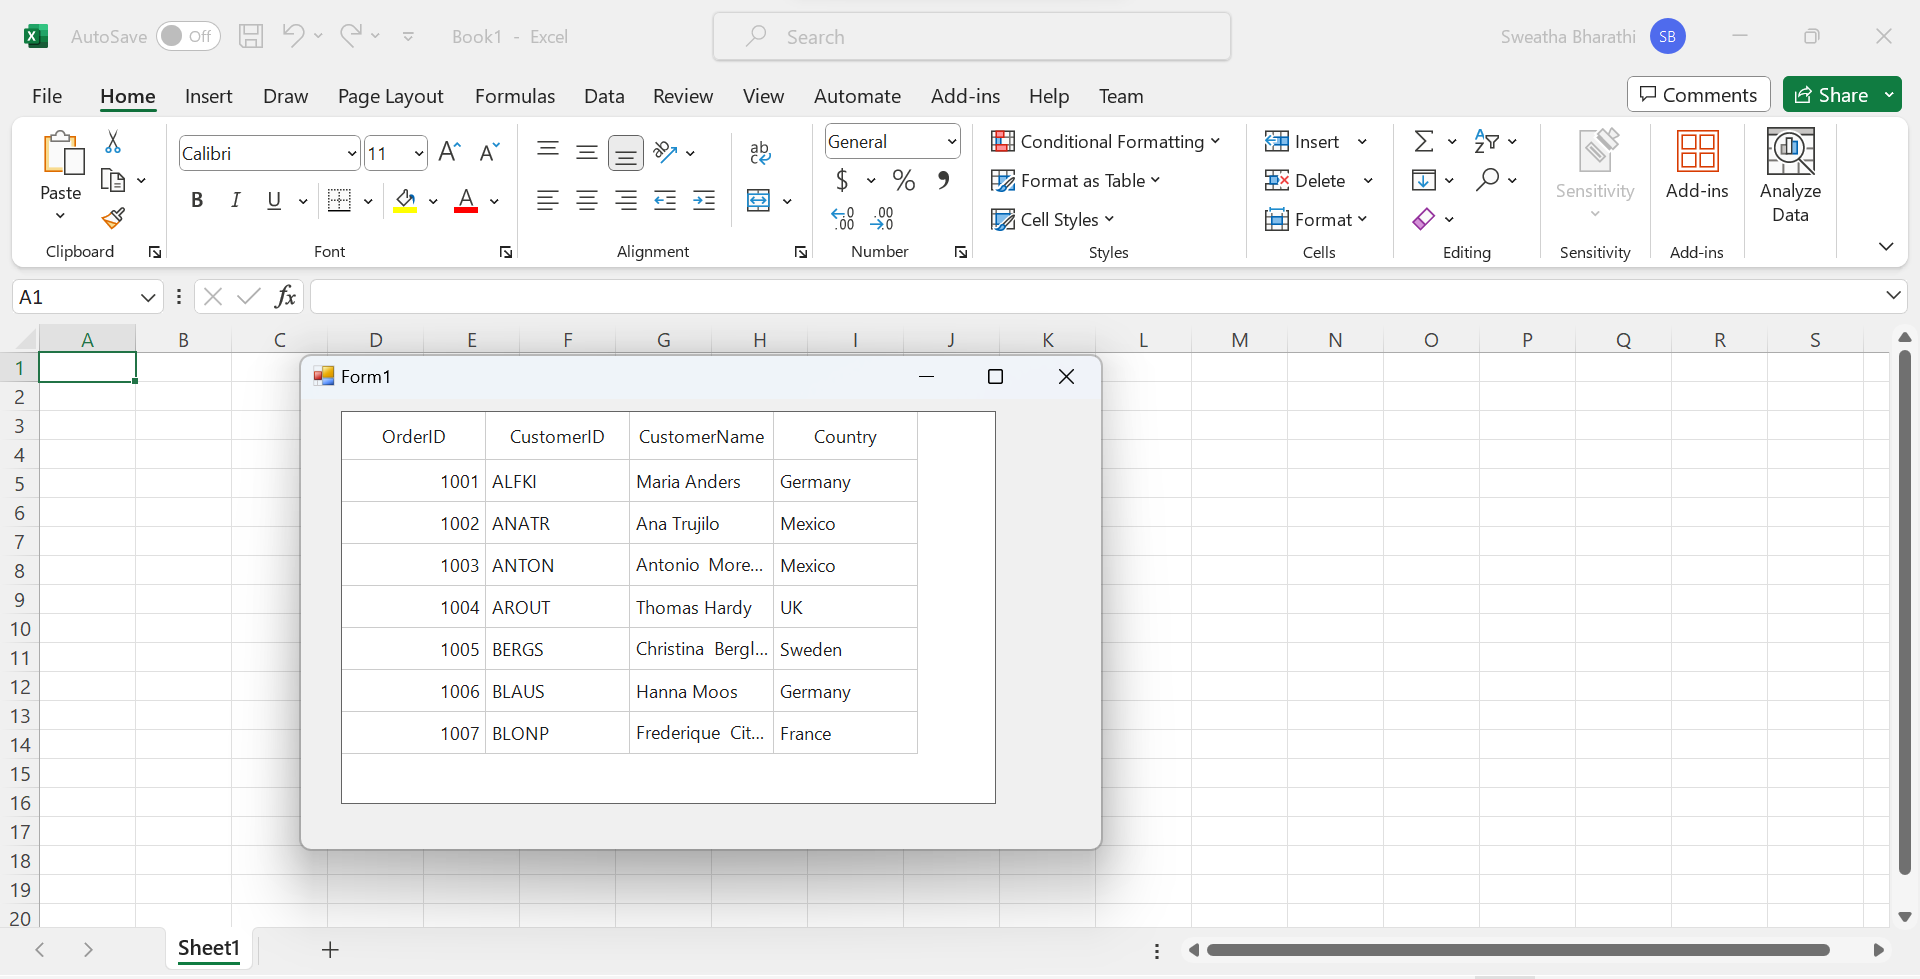 AutoSave Off Book1 - Excel Search Sweatha Bharathi SB
File Home Insert Draw Page Layout Formulas Data Review View Automate Add-ins Help Team Comments Share
Paste
Clipboard
Calibri 11
B I U A
Font
ab
Alignment
General
$ % ,
Number
Conditional Formatting
Format as Table
Cell Styles
Styles
Insert
Delete
Format
Cells
Editing
Sensitivity
Sensitivity
Add-ins
Add-ins
Analyze
Data
A1 fx
A B C D E F G H I J K L M N O P Q R S
1
2
3
4
5
6
7
8
9
10
11
12
13
14
15
16
17
18
19
20
Form1
OrderID CustomerID CustomerName Country
1001 ALFKI Maria Anders Germany
1002 ANATR Ana Trujilo Mexico
1003 ANTON Antonio More... Mexico
1004 AROUT Thomas Hardy UK
1005 BERGS Christina Bergl... Sweden
1006 BLAUS Hanna Moos Germany
1007 BLONP Frederique Cit... France
Sheet1